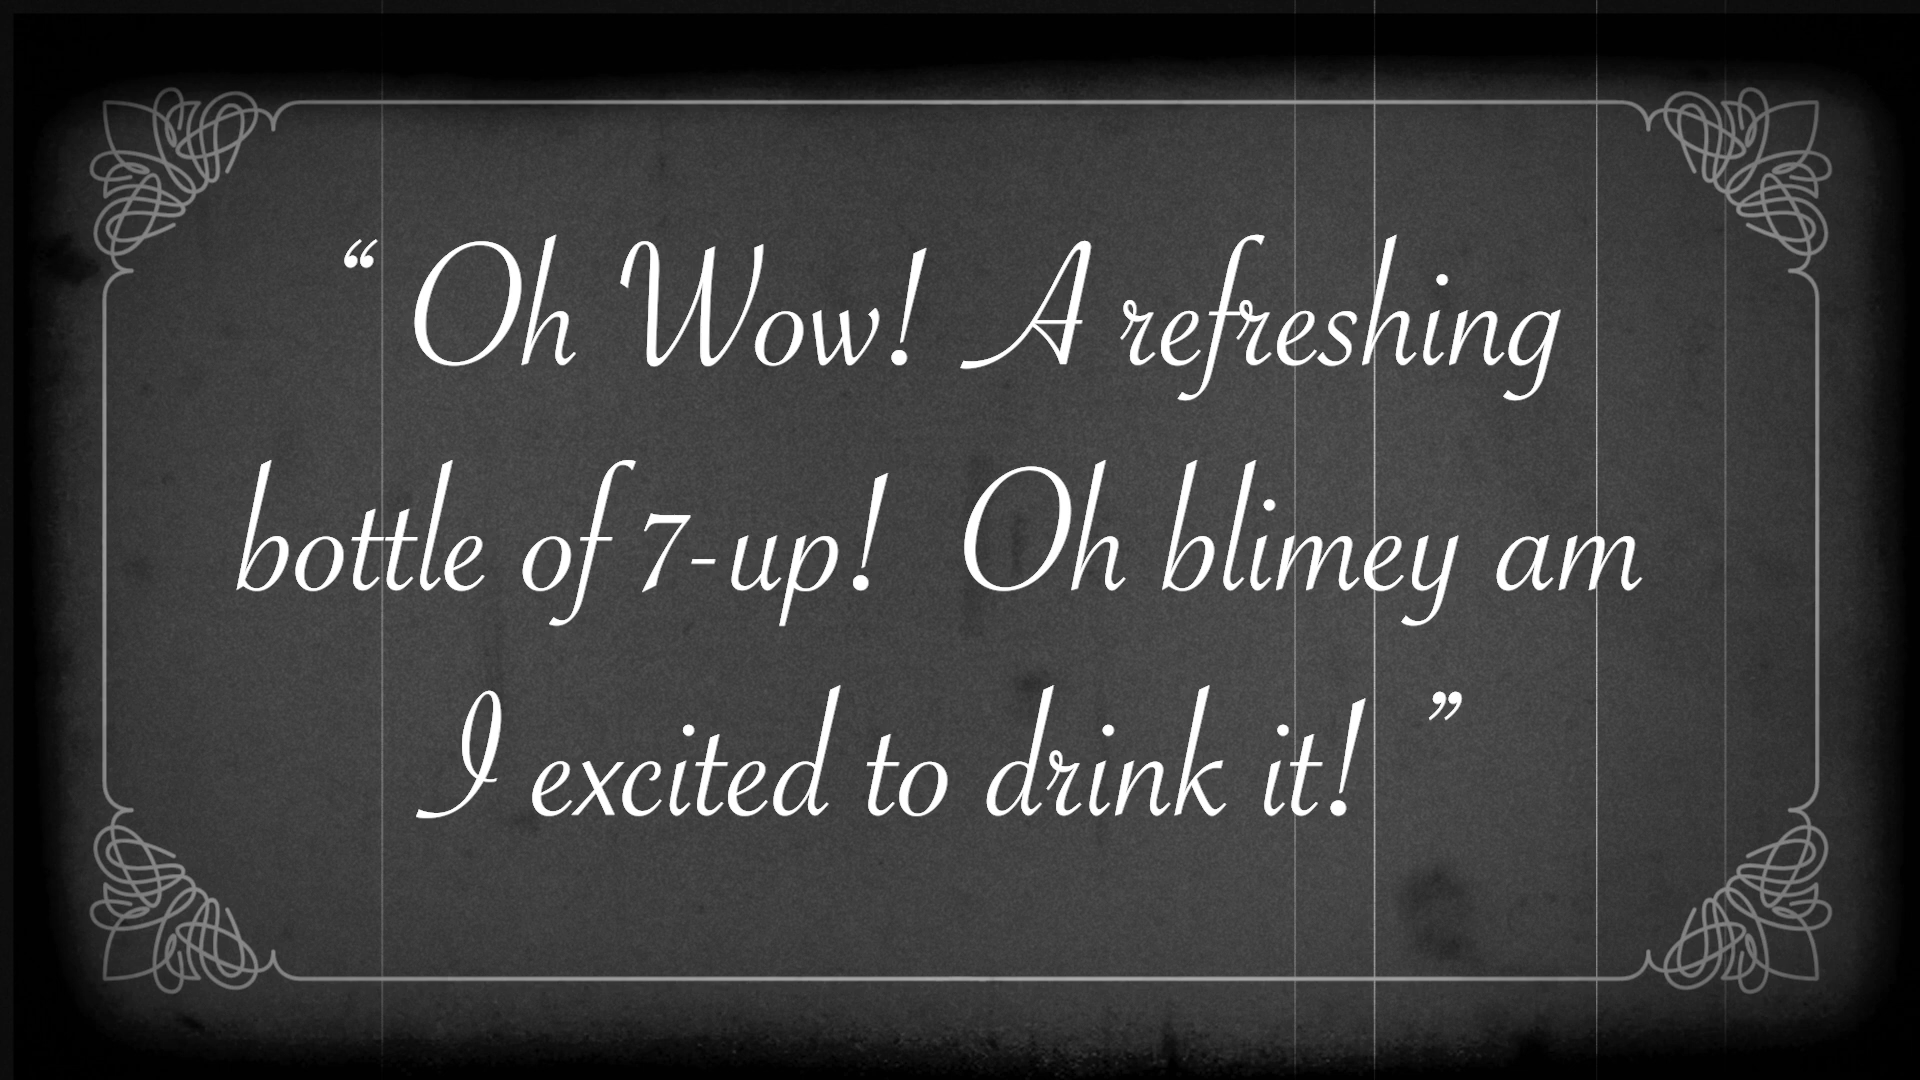 “ Oh Wow! A refreshing
bottle of 7-up! Oh blimey am
I excited to drink it! ”